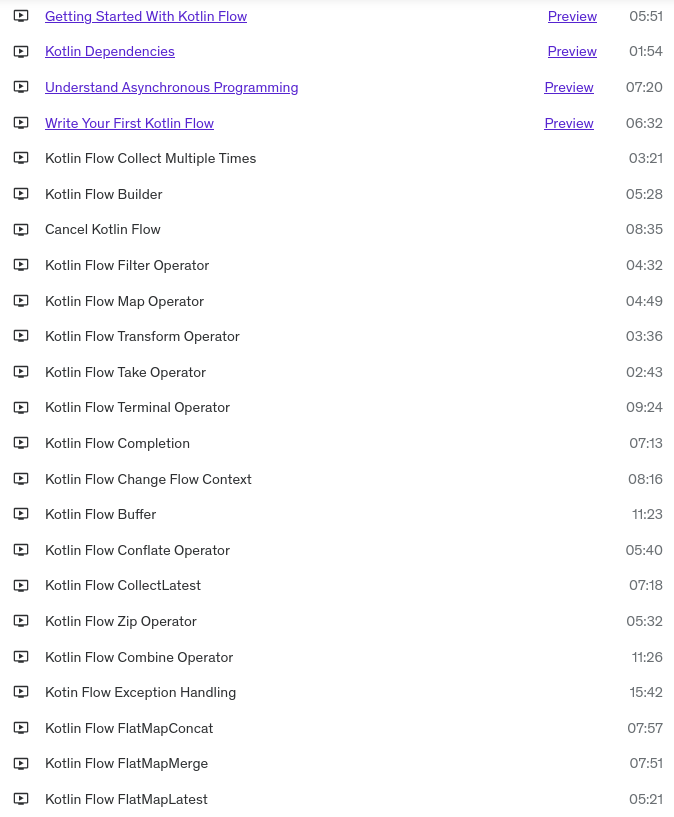 Getting Started With Kotlin Flow Preview 05:51
Kotlin Dependencies Preview 01:54
Understand Asynchronous Programming Preview 07:20
Write Your First Kotlin Flow Preview 06:32
Kotlin Flow Collect Multiple Times 03:21
Kotlin Flow Builder 05:28
Cancel Kotlin Flow 08:35
Kotlin Flow Filter Operator 04:32
Kotlin Flow Map Operator 04:49
Kotlin Flow Transform Operator 03:36
Kotlin Flow Take Operator 02:43
Kotlin Flow Terminal Operator 09:24
Kotlin Flow Completion 07:13
Kotlin Flow Change Flow Context 08:16
Kotlin Flow Buffer 11:23
Kotlin Flow Conflate Operator 05:40
Kotlin Flow CollectLatest 07:18
Kotlin Flow Zip Operator 05:32
Kotlin Flow Combine Operator 11:26
Kotin Flow Exception Handling 15:42
Kotlin Flow FlatMapConcat 07:57
Kotlin Flow FlatMapMerge 07:51
Kotlin Flow FlatMapLatest 05:21